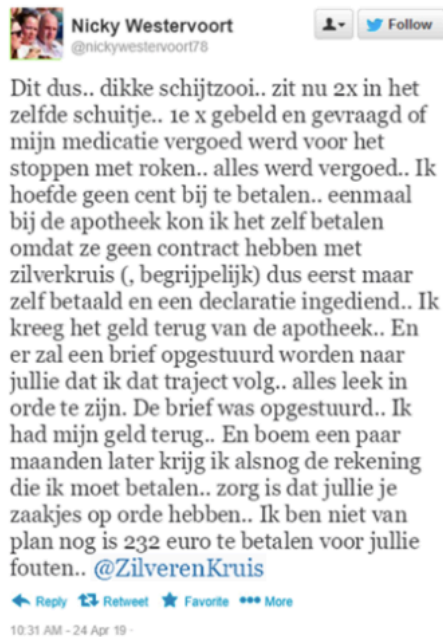 Nicky Westervoort
Follow
@nickywestervoort78
Dit dus.. dikke schijtzooi.. zit nu 2x in het
zelfde schuitje.. 1e x gebeld en gevraagd of
mijn medicatie vergoed werd voor het
stoppen met roken.. alles werd vergoed.. Ik
hoefde geen cent bij te betalen.. eenmaal
bij de apotheek kon ik het zelf betalen
omdat ze geen contract hebben met
zilverkruis (, begrijpelijk) dus eerst maar
zelf betaald en een declaratie ingediend.. Ik
kreeg het geld terug van de apotheek.. En
er zal een brief opgestuurd worden naar
jullie dat ik dat traject volg.. alles leek in
orde te zijn. De brief was opgestuurd.. Ik
had mijn geld terug.. En boem een paar
maanden later krijg ik alsnog de rekening
die ik moet betalen.. zorg is dat jullie je
zaakjes op orde hebben.. Ik ben niet van
plan nog is 232 euro te betalen voor jullie
fouten.. @ZilverenKruis
Reply Retweet Favorite More
10:31 AM - 24 Apr 19 ·